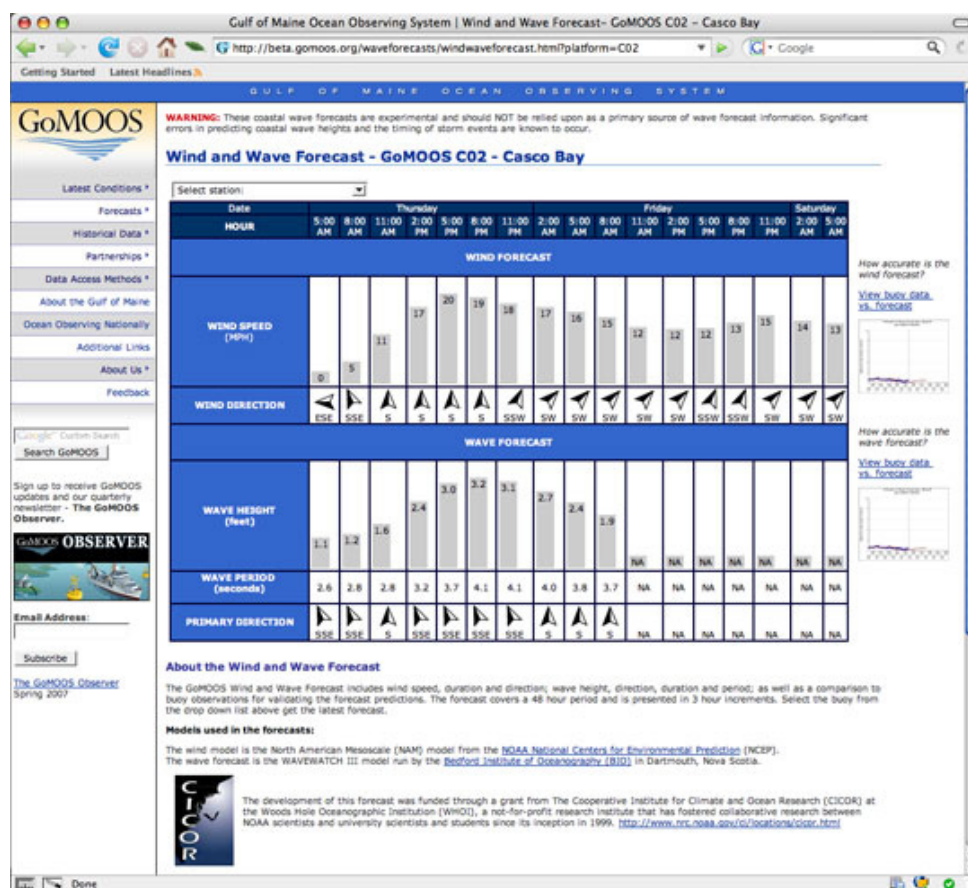 Gulf of Maine Ocean Observing System | Wind and Wave Forecast- GoMOOS C02 - Casco Bay
http://beta.gomoos.org/waveforecasts/windwaveforecast.html?platform=C02
Google
Getting Started Latest Headlines
GULF OF MAINE OCEAN OBSERVING SYSTEM
GoMOOS
WARNING: These coastal wave forecasts are experimental and should NOT be relied upon as a primary source of wave forecast information. Significant
errors in predicting coastal wave heights and the timing of storm events are known to occur.
Wind and Wave Forecast - GoMOOS C02 - Casco Bay
Select station:
Latest Conditions *
Forecasts *
Historical Data *
Partnerships *
Data Access Methods *
About the Gulf of Maine
Ocean Observing Nationally
Additional Links
About Us *
Feedback
Google Custom Search
Search GoMOOS
Sign up to receive GoMOOS
updates and our quarterly
newsletter - The GoMOOS
Observer.
GoMOOS OBSERVER
Email Address:
Subscribe
The GoMOOS Observer
Spring 2007
Date Thursday Friday Saturday
HOUR 5:00 AM 8:00 AM 11:00 AM 2:00 PM 5:00 PM 8:00 PM 11:00 PM 2:00 AM 5:00 AM 8:00 AM 11:00 AM 2:00 PM 5:00 PM 8:00 PM 11:00 PM 2:00 AM 5:00 AM
WIND FORECAST
WIND SPEED
(MPH)
0 5 11 17 20 19 18 17 16 15 12 12 12 13 15 14 13
WIND DIRECTION
ESE SSE S S S S SSW SW SW SW SW SW SSW SSW SW SW SW
WAVE FORECAST
WAVE HEIGHT
(feet)
1.1 1.2 1.6 2.4 3.0 3.2 3.1 2.7 2.4 1.9 NA NA NA NA NA NA NA
WAVE PERIOD
(seconds)
2.6 2.8 2.8 3.2 3.7 4.1 4.1 4.0 3.8 3.7 NA NA NA NA NA NA NA
PRIMARY DIRECTION
SSE SSE S SSE SSE SSE SSE S S S NA NA NA NA NA NA NA
How accurate is the
wind forecast?
View buoy data
vs. forecast
How accurate is the
wave forecast?
View buoy data
vs. forecast
About the Wind and Wave Forecast
The GoMOOS Wind and Wave Forecast includes wind speed, duration and direction; wave height, direction, duration and period; as well as a comparison to
buoy observations for validating the forecast predictions. The forecast covers a 48 hour period and is presented in 3 hour increments. Select the buoy from
the drop down list above get the latest forecast.
Models used in the forecasts:
The wind model is the North American Mesoscale (NAM) model from the NOAA National Centers for Environmental Prediction (NCEP).
The wave forecast is the WAVEWATCH III model run by the Bedford Institute of Oceanography (BIO) in Dartmouth, Nova Scotia.
CICOR
The development of this forecast was funded through a grant from The Cooperative Institute for Climate and Ocean Research (CICOR) at
the Woods Hole Oceanographic Institution (WHOI), a not-for-profit research institute that has fostered collaborative research between
NOAA scientists and university scientists and students since its inception in 1999. http://www.nrc.noaa.gov/ci/locations/cicor.html
Done